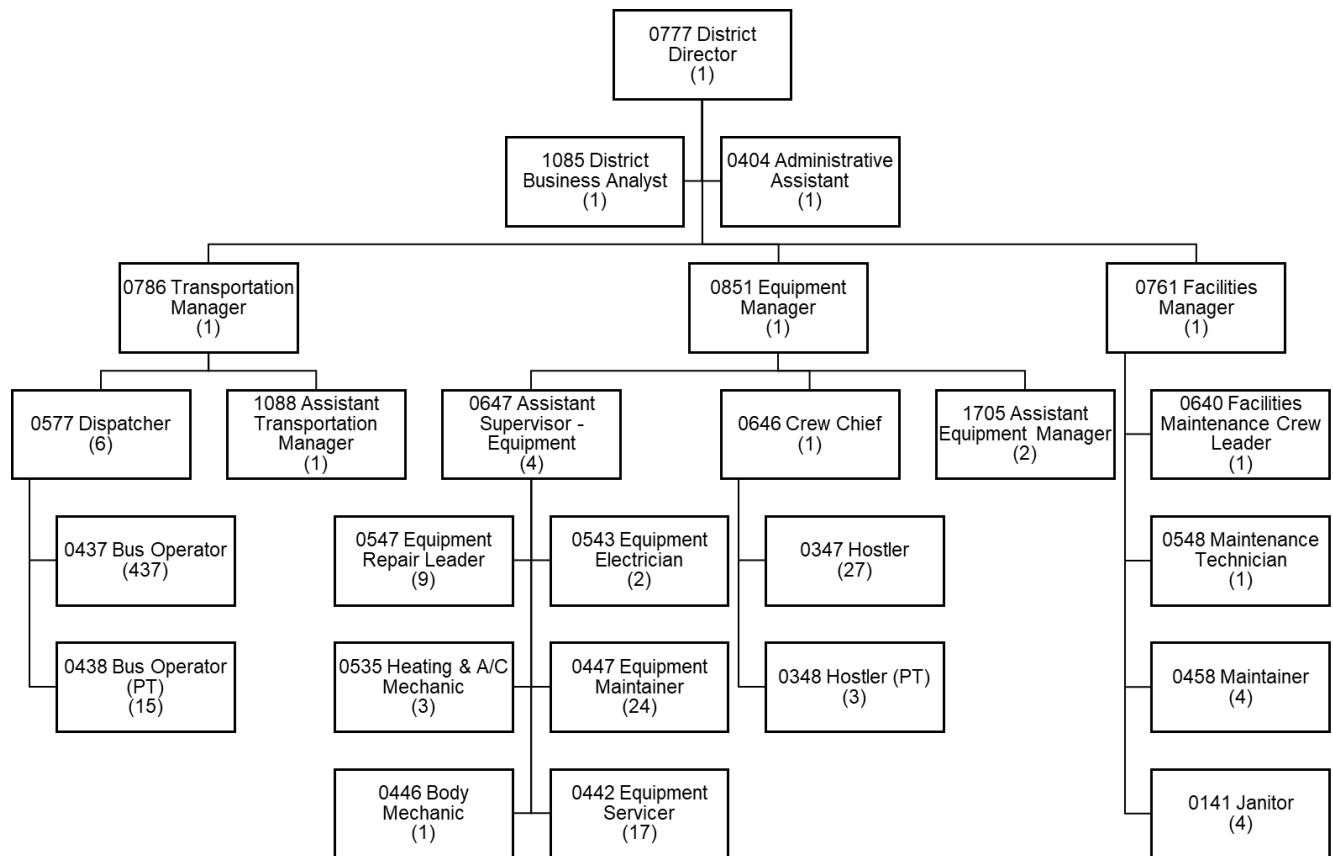 0777 District
Director
(1)
1085 District
Business Analyst
(1)
0404 Administrative
Assistant
(1)
0786 Transportation
Manager
(1)
0851 Equipment
Manager
(1)
0761 Facilities
Manager
(1)
0577 Dispatcher
(6)
1088 Assistant
Transportation
Manager
(1)
0647 Assistant
Supervisor -
Equipment
(4)
0646 Crew Chief
(1)
1705 Assistant
Equipment Manager
(2)
0640 Facilities
Maintenance Crew
Leader
(1)
0437 Bus Operator
(437)
0547 Equipment
Repair Leader
(9)
0543 Equipment
Electrician
(2)
0347 Hostler
(27)
0548 Maintenance
Technician
(1)
0438 Bus Operator
(PT)
(15)
0535 Heating & A/C
Mechanic
(3)
0447 Equipment
Maintainer
(24)
0348 Hostler (PT)
(3)
0458 Maintainer
(4)
0446 Body
Mechanic
(1)
0442 Equipment
Servicer
(17)
0141 Janitor
(4)